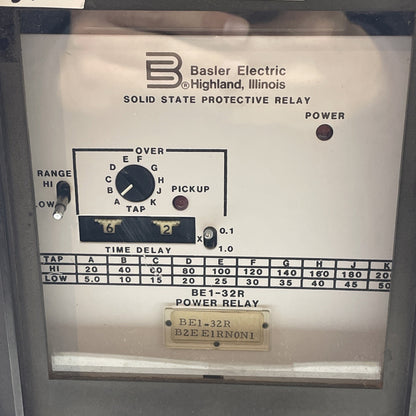 B Basler Electric
® Highland, Illinois
SOLID STATE PROTECTIVE RELAY
POWER
OVER
RANGE
HI
LOW
A B C D E F G H J K
TAP
PICKUP
6 2
X 0.1
1.0
TIME DELAY
TAP A B C D E F G H J K
HI 20 40 60 80 100 120 140 160 180 200
LOW 5.0 10 15 20 25 30 35 40 45 50
BE1-32R
POWER RELAY
BE1-32R
B2E E1RN0N1